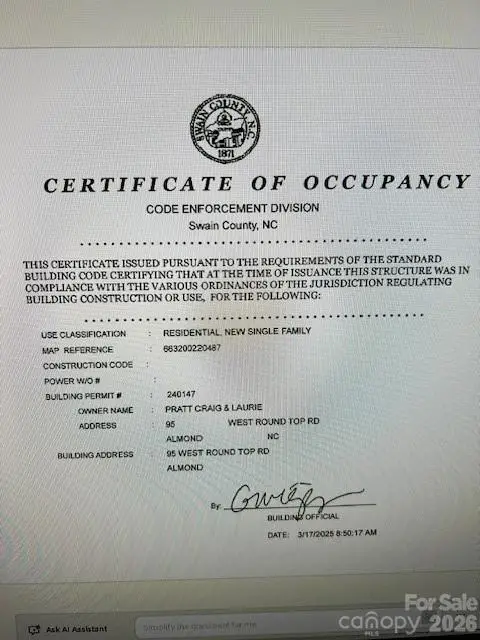 SWAIN COUNTY, N.C.
1871
CERTIFICATE OF OCCUPANCY
CODE ENFORCEMENT DIVISION
Swain County, NC
THIS CERTIFICATE ISSUED PURSUANT TO THE REQUIREMENTS OF THE STANDARD
BUILDING CODE CERTIFYING THAT AT THE TIME OF ISSUANCE THIS STRUCTURE WAS IN
COMPLIANCE WITH THE VARIOUS ORDINANCES OF THE JURISDICTION REGULATING
BUILDING CONSTRUCTION OR USE, FOR THE FOLLOWING:
USE CLASSIFICATION : RESIDENTIAL, NEW SINGLE FAMILY
MAP REFERENCE : 663200220487
CONSTRUCTION CODE :
POWER W/O # :
BUILDING PERMIT # : 240147
OWNER NAME : PRATT CRAIG & LAURIE
ADDRESS : 95 WEST ROUND TOP RD
ALMOND NC
BUILDING ADDRESS : 95 WEST ROUND TOP RD
ALMOND
By:
BUILDING OFFICIAL
DATE: 3/17/2025 8:50:17 AM
Ask AI Assistant
Simplify this document for me
For Sale
canopy MLS 2026